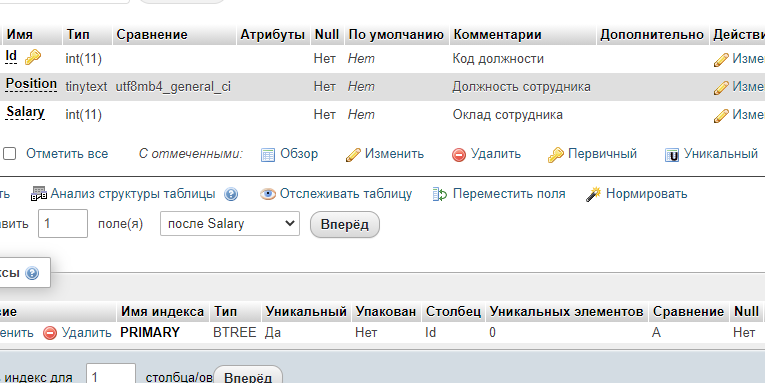 Имя Тип Сравнение Атрибуты Null По умолчанию Комментарии Дополнительно Действи
Id int(11) Нет Нет Код должности Изме
Position tinytext utf8mb4_general_ci Нет Нет Должность сотрудника Изме
Salary int(11) Нет Нет Оклад сотрудника Изме
Отметить все С отмеченными: Обзор Изменить Удалить Первичный Уникальный
ть Анализ структуры таблицы Отслеживать таблицу Переместить поля Нормировать
авить 1 поле(я) после Salary Вперёд
ксы
ие Имя индекса Тип Уникальный Упакован Столбец Уникальных элементов Сравнение Null
енить Удалить PRIMARY BTREE Да Нет Id 0 A Нет
ь индекс для 1 столбца/ов Вперёд